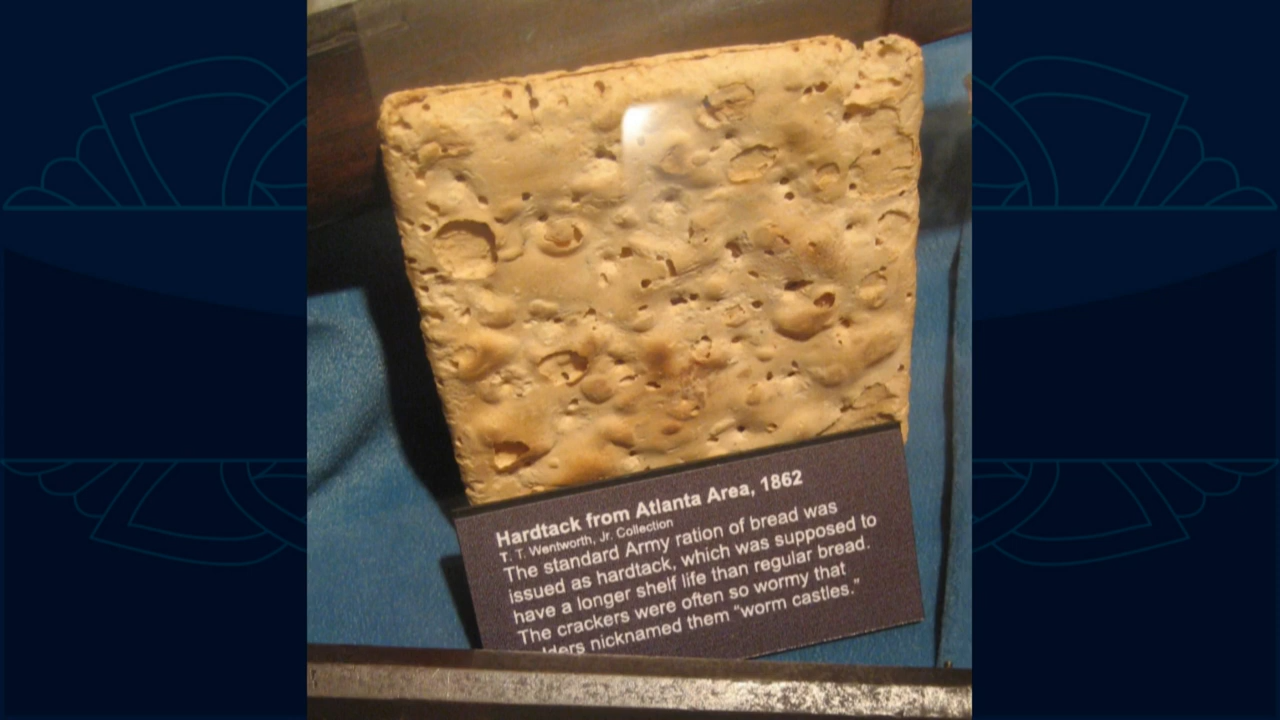 Hardtack from Atlanta Area, 1862
T. T. Wentworth, Jr. Collection
The standard Army ration of bread was
issued as hardtack, which was supposed to
have a longer shelf life than regular bread.
The crackers were often so wormy that
nicknamed them “worm castles.”